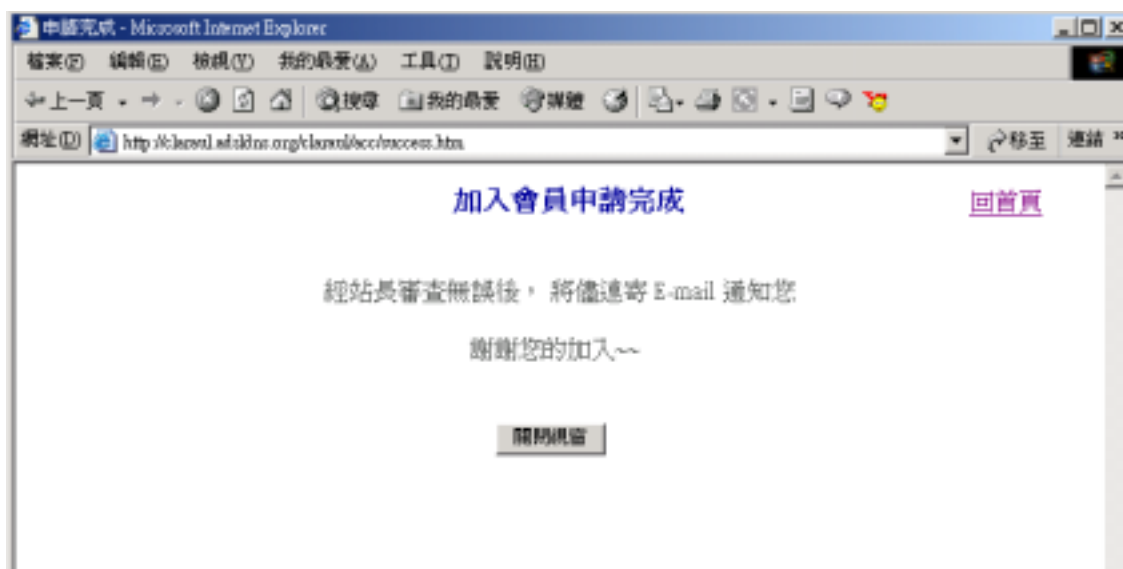 申請完成 - Microsoft Internet Explorer
檔案(F) 編輯(E) 檢視(V) 我的最愛(A) 工具(T) 說明(H)
上一頁 搜尋 我的最愛 媒體
網址(D) 移至 連結 »
加入會員申請完成 回首頁
經站長審查無誤後， 將儘速寄 E-mail 通知您
謝謝您的加入~~
關閉視窗